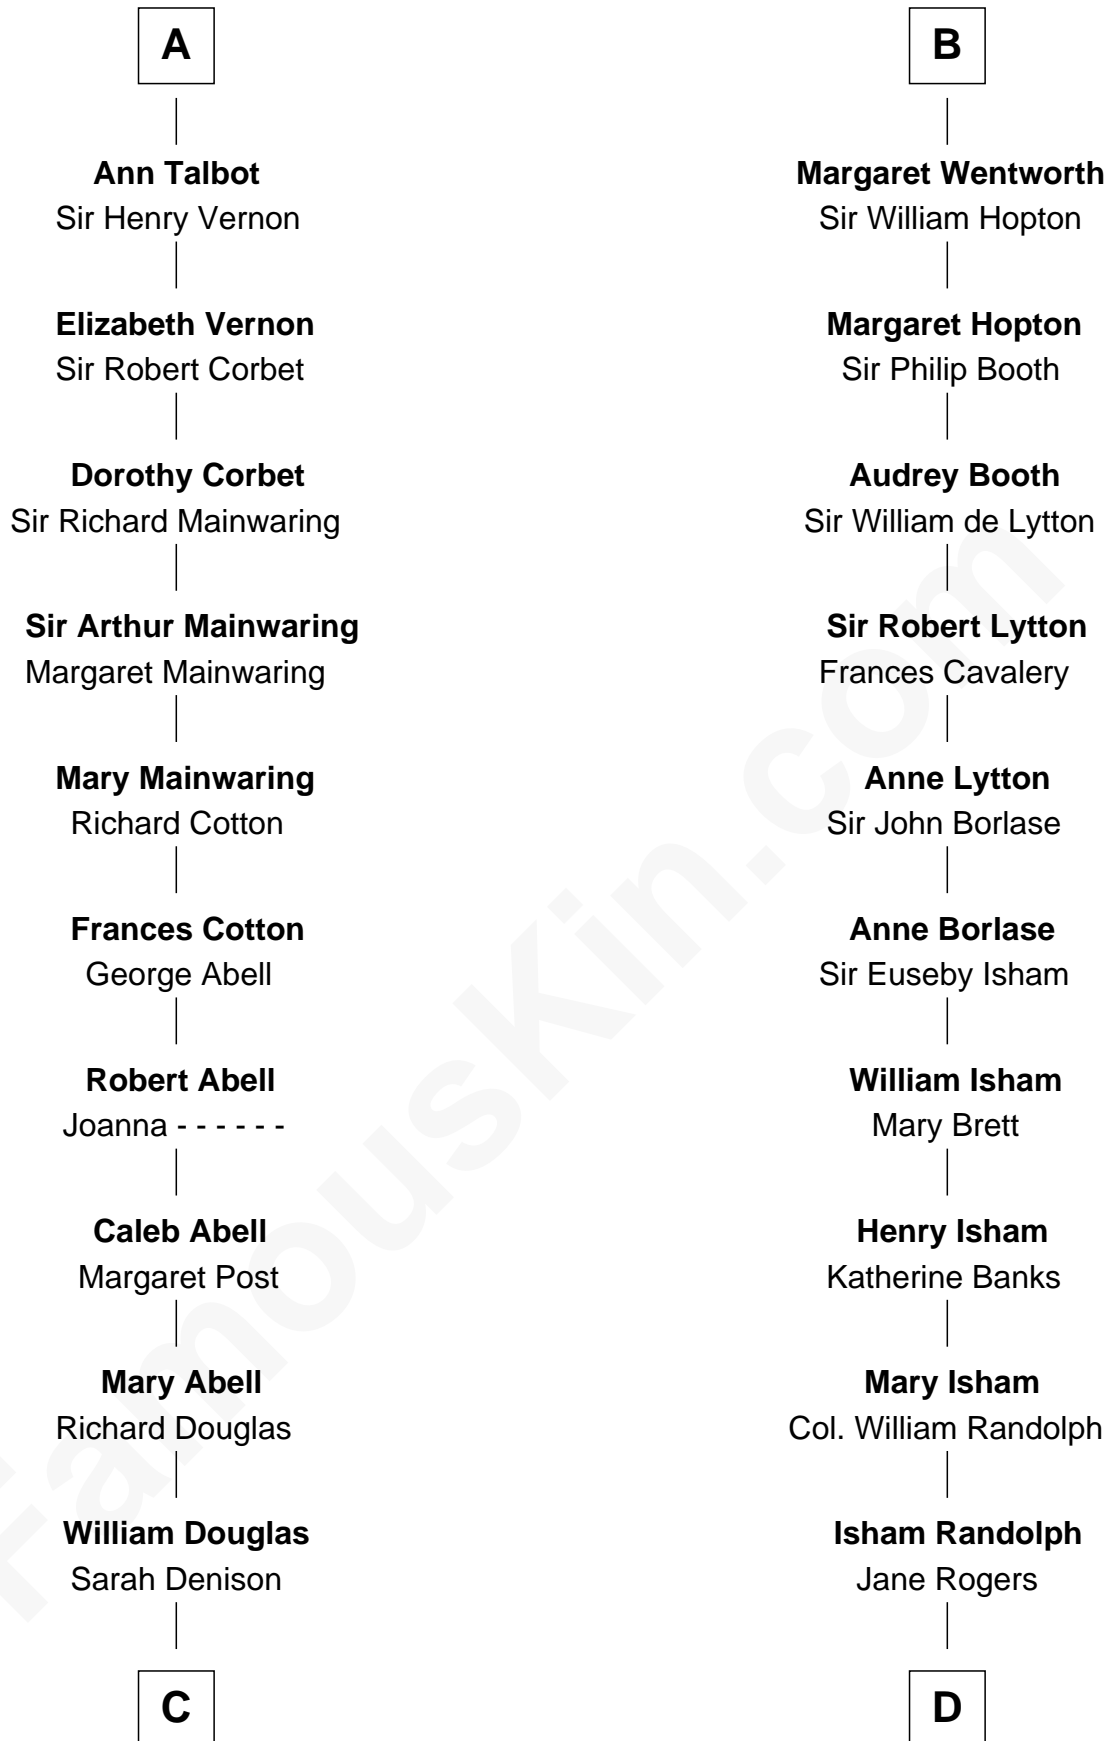 A
Ann Talbot
Sir Henry Vernon
Elizabeth Vernon
Sir Robert Corbet
Dorothy Corbet
Sir Richard Mainwaring
Sir Arthur Mainwaring
Margaret Mainwaring
Mary Mainwaring
Richard Cotton
Frances Cotton
George Abell
Robert Abell
Joanna - - - - - -
Caleb Abell
Margaret Post
Mary Abell
Richard Douglas
William Douglas
Sarah Denison
C
B
Margaret Wentworth
Sir William Hopton
Margaret Hopton
Sir Philip Booth
Audrey Booth
Sir William de Lytton
Sir Robert Lytton
Frances Cavalery
Anne Lytton
Sir John Borlase
Anne Borlase
Sir Euseby Isham
William Isham
Mary Brett
Henry Isham
Katherine Banks
Mary Isham
Col. William Randolph
Isham Randolph
Jane Rogers
D
FamousKin.com